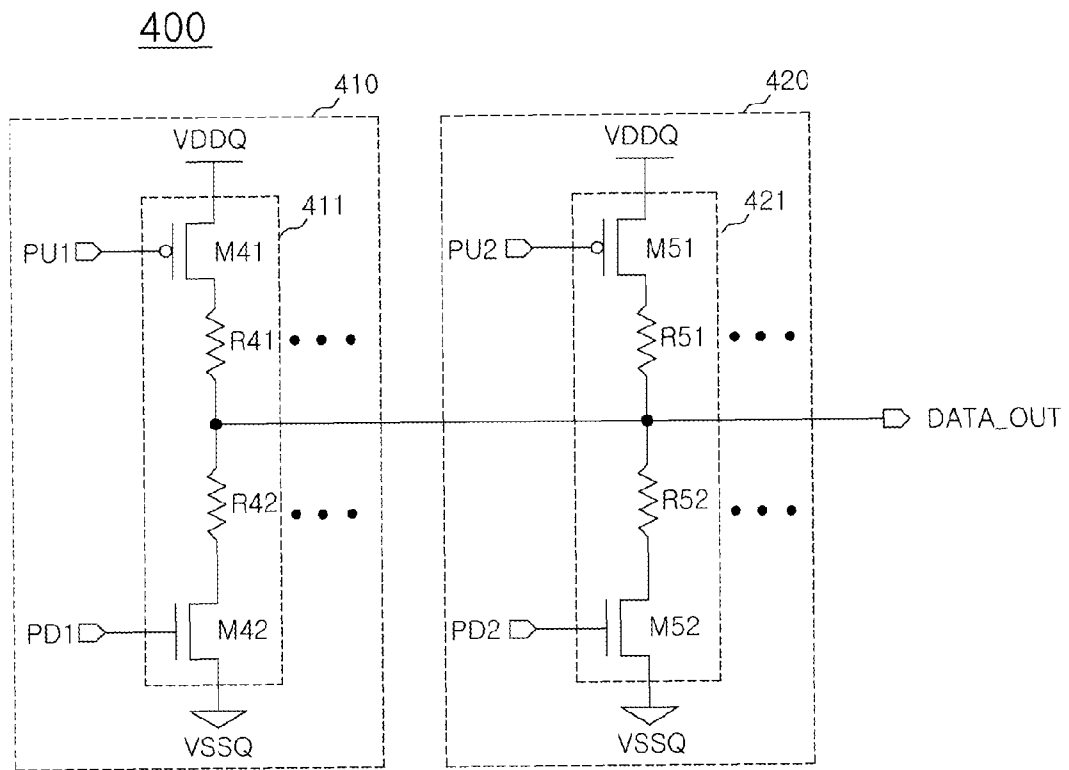 400
410
420
VDDQ
VDDQ
411
421
PU1
M41
PU2
M51
R41
R51
DATA_OUT
R42
R52
PD1
M42
PD2
M52
VSSQ
VSSQ